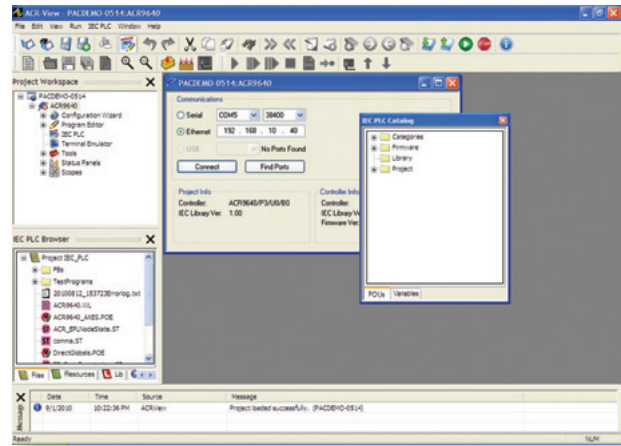 ACR-View - PACDEMO-0514:ACR9640
File Edit View Run IEC PLC Window Help
Project Workspace
PACDEMO-0514
ACR9640
Configuration Wizard
Program Editor
IEC PLC
Terminal Emulator
Tools
Status Panels
Scopes
PACDEMO-0514:ACR9640
Communications
Serial COM5 38400
Ethernet 192 . 168 . 10 . 40
USB No Ports Found
Connect Find Ports
Project Info
Controller: ACR9640/P3/U0/B0
IEC Library Ver: 1.00
Controller Info
Controller:
IEC Library
Firmware Ver:
IEC PLC Catalog
Categories
Firmware
Library
Project
POUs Variables
IEC PLC Browser
Project IEC_PLC
FBs
TestPrograms
20100812_153723Errorlog.txt
ACR9640_AXES.POE
ACR_EPLNodeState.ST
comma.ST
DirectGlobals.POE
Files Resources Lib
Date Time Source Message
9/1/2010 10:22:36 PM ACRView Project loaded successfully. (PACDEMO-0514)
Message
Ready NUM